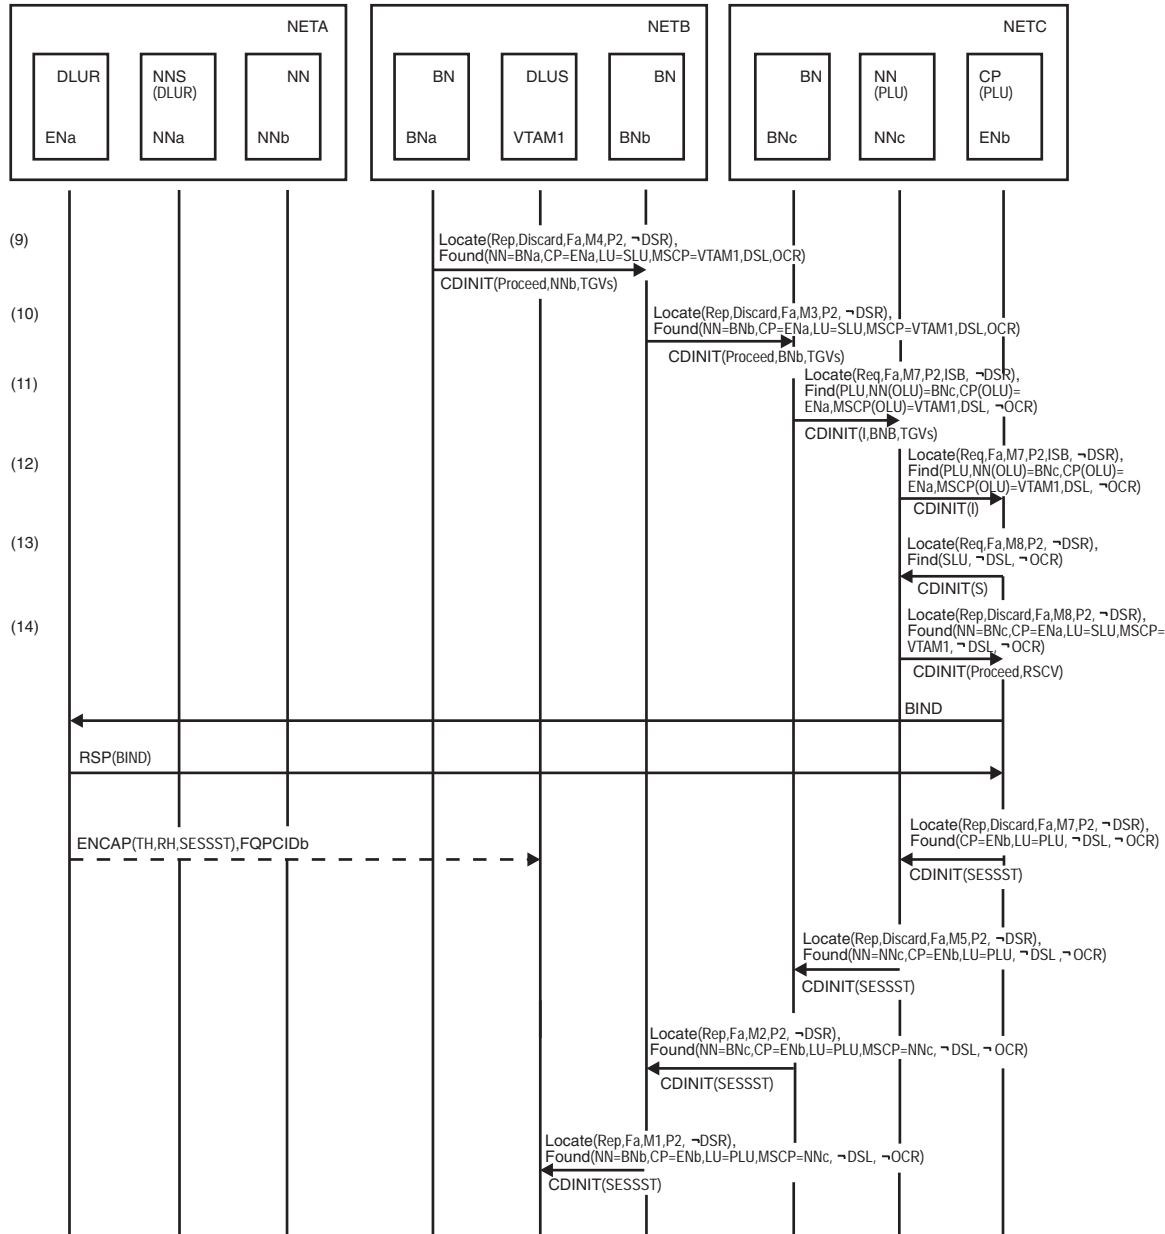 NETA
NETB
NETC
DLUR
NNS
(DLUR)
NN
BN
DLUS
BN
BN
NN
(PLU)
CP
(PLU)
ENa
NNa
NNb
BNa
VTAM1
BNb
BNc
NNc
ENb
(9)
Locate(Rep,Discard,Fa,M4,P2, ¬DSR),
Found(NN=BNa,CP=ENa,LU=SLU,MSCP=VTAM1,DSL,OCR)
CDINIT(Proceed,NNb,TGVs)
(10)
Locate(Rep,Discard,Fa,M3,P2, ¬DSR),
Found(NN=BNb,CP=ENa,LU=SLU,MSCP=VTAM1,DSL,OCR)
CDINIT(Proceed,BNb,TGVs)
(11)
Locate(Req,Fa,M7,P2,ISB, ¬DSR),
Find(PLU,NN(OLU)=BNc,CP(OLU)=
ENa,MSCP(OLU)=VTAM1,DSL, ¬OCR)
CDINIT(I,BNB,TGVs)
(12)
Locate(Req,Fa,M7,P2,ISB, ¬DSR),
Find(PLU,NN(OLU)=BNc,CP(OLU)=
ENa,MSCP(OLU)=VTAM1,DSL, ¬OCR)
CDINIT(I)
(13)
Locate(Req,Fa,M8,P2, ¬DSR),
Find(SLU, ¬DSL, ¬OCR)
CDINIT(S)
(14)
Locate(Rep,Discard,Fa,M8,P2, ¬DSR),
Found(NN=BNc,CP=ENa,LU=SLU,MSCP=
VTAM1, ¬DSL, ¬OCR)
CDINIT(Proceed,RSCV)
BIND
RSP(BIND)
Locate(Rep,Discard,Fa,M7,P2, ¬DSR),
Found(CP=ENb,LU=PLU, ¬DSL, ¬OCR)
ENCAP(TH,RH,SESSST),FQPCIDb
CDINIT(SESSST)
Locate(Rep,Discard,Fa,M5,P2, ¬DSR),
Found(NN=NNc,CP=ENb,LU=PLU, ¬DSL ,¬OCR)
CDINIT(SESSST)
Locate(Rep,Fa,M2,P2, ¬DSR),
Found(NN=BNc,CP=ENb,LU=PLU,MSCP=NNc, ¬DSL, ¬OCR)
CDINIT(SESSST)
Locate(Rep,Fa,M1,P2, ¬DSR),
Found(NN=BNb,CP=ENb,LU=PLU,MSCP=NNc, ¬DSL, ¬OCR)
CDINIT(SESSST)